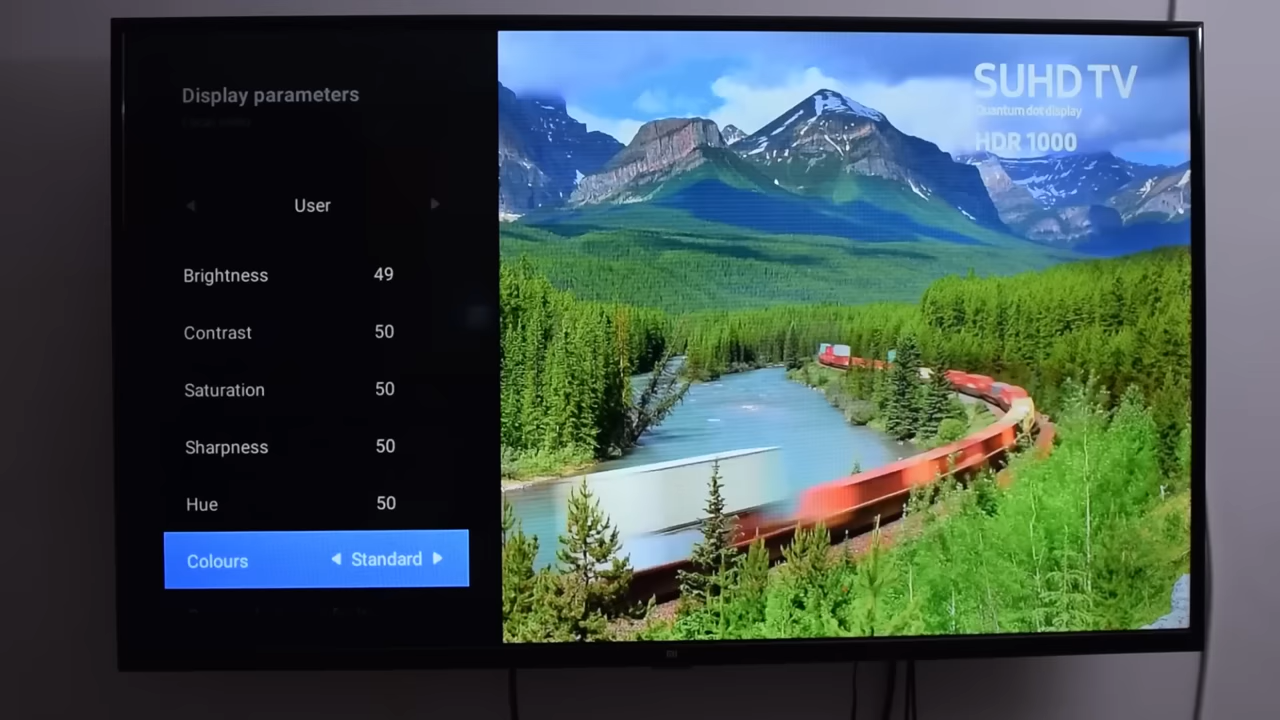 Display parameters
User
Brightness 49
Contrast 50
Saturation 50
Sharpness 50
Hue 50
Colours Standard
SUHD TV
Quantum dot display
HDR 1000
mi